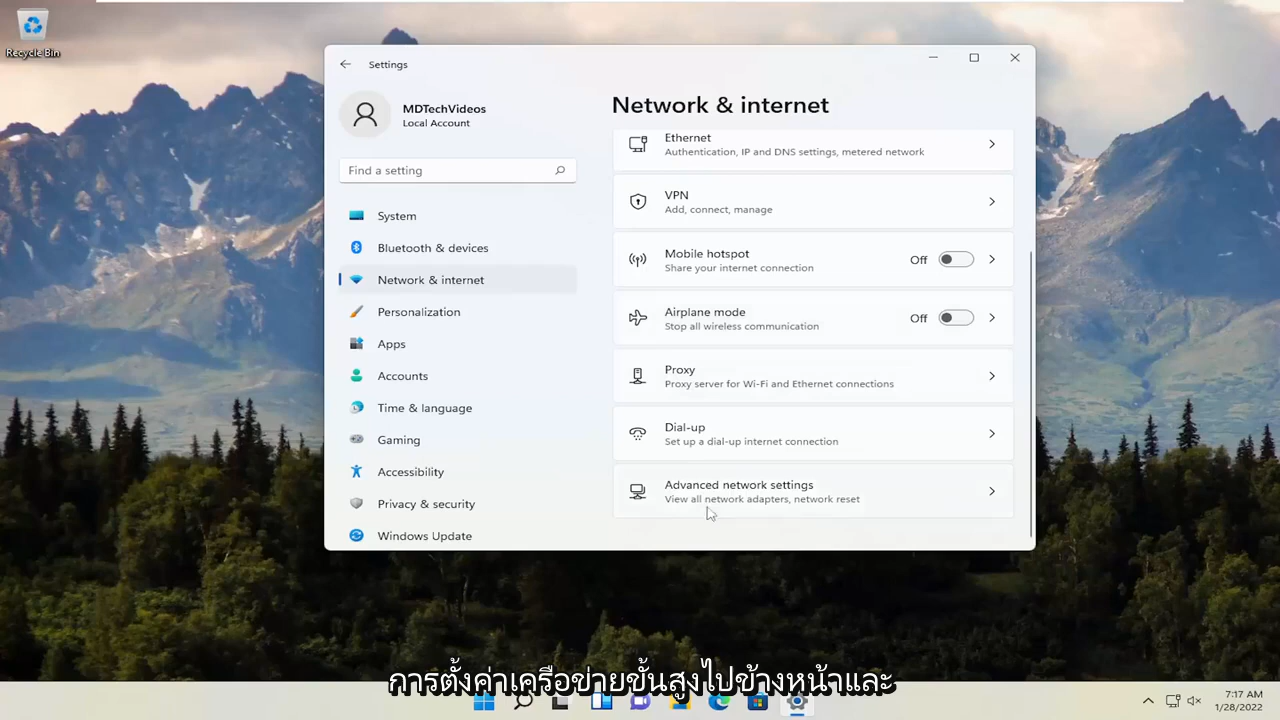 Recycle Bin
Settings
MDTechVideos
Local Account
Find a setting
System
Bluetooth & devices
Network & internet
Personalization
Apps
Accounts
Time & language
Gaming
Accessibility
Privacy & security
Windows Update
Network & internet
Ethernet
Authentication, IP and DNS settings, metered network
VPN
Add, connect, manage
Mobile hotspot
Share your internet connection
Off
Airplane mode
Stop all wireless communication
Off
Proxy
Proxy server for Wi-Fi and Ethernet connections
Dial-up
Set up a dial-up internet connection
Advanced network settings
View all network adapters, network reset
การตั้งค่าเครือข่ายขั้นสูงไปข้างหน้าและ
7:17 AM
1/28/2022